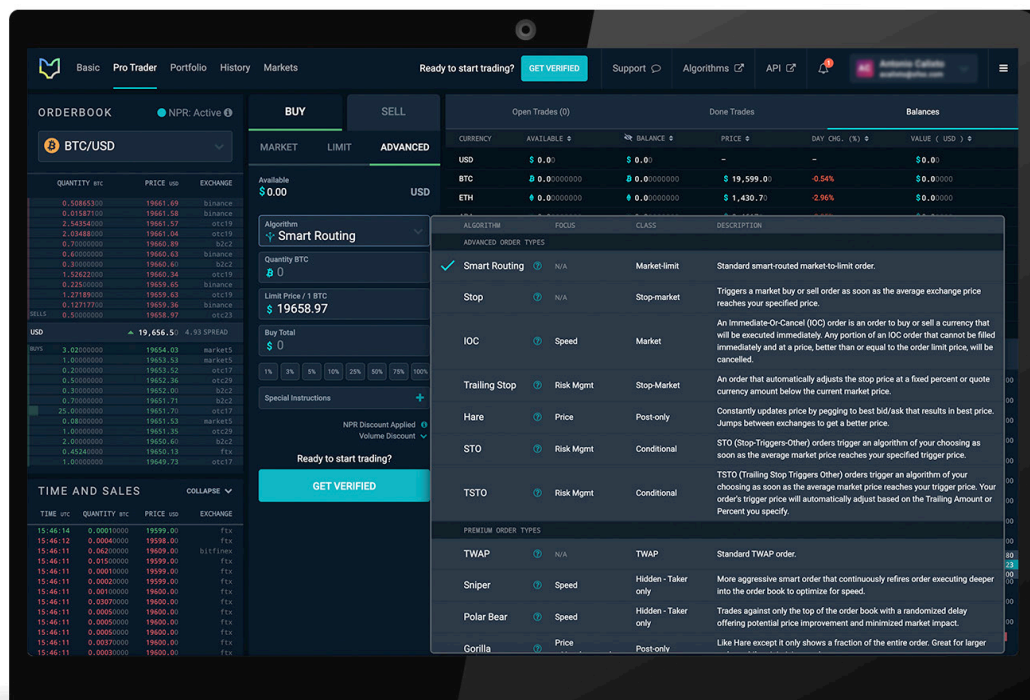 Basic Pro Trader Portfolio History Markets Ready to start trading? GET VERIFIED Support Algorithms API
ORDERBOOK NPR: Active
BTC/USD
QUANTITY BTC PRICE USD EXCHANGE
0.50865300 19661.69 binance
0.01587100 19661.58 binance
2.54354000 19661.57 otc19
2.03488000 19661.04 otc19
0.70000000 19660.89 b2c2
0.60000000 19660.63 binance
0.30000000 19660.60 b2c2
1.52622000 19660.34 otc19
0.22500000 19659.65 binance
1.27189000 19659.63 otc19
0.12717700 19659.36 binance
SELLS 0.50000000 19658.97 otc23
USD 19,656.50 4.93 SPREAD
BUYS 3.02000000 19654.03 market5
1.00000000 19653.53 market5
0.20000000 19653.52 otc17
0.50000000 19652.36 otc29
0.30000000 19652.00 b2c2
0.70000000 19651.71 b2c2
25.00000000 19651.70 otc17
0.08000000 19651.53 market5
1.00000000 19651.35 otc29
2.00000000 19650.60 b2c2
0.45240000 19650.13 ftx
1.00000000 19649.73 otc17
TIME AND SALES COLLAPSE
TIME UTC QUANTITY BTC PRICE USD EXCHANGE
15:46:14 0.00010000 19599.00 ftx
15:46:12 0.00040000 19598.00 ftx
15:46:11 0.06200000 19609.00 bitfinex
15:46:11 0.01500000 19599.00 ftx
15:46:11 0.00010000 19599.00 ftx
15:46:11 0.00020000 19599.00 ftx
15:46:11 0.00100000 19600.00 ftx
15:46:11 0.03070000 19600.00 ftx
15:46:11 0.00050000 19600.00 ftx
15:46:11 0.00050000 19600.00 ftx
15:46:11 0.00050000 19600.00 ftx
15:46:11 0.00370000 19600.00 ftx
15:46:11 0.00030000 19600.00 ftx
BUY SELL
MARKET LIMIT ADVANCED
Available
$ 0.00 USD
Algorithm
Smart Routing
Quantity BTC
0
Limit Price / 1 BTC
$ 19658.97
Buy Total
$ 0
1% 3% 5% 10% 25% 50% 75% 100%
Special Instructions +
NPR Discount Applied
Volume Discount
Ready to start trading?
GET VERIFIED
Open Trades (0) Done Trades Balances
CURRENCY AVAILABLE BALANCE PRICE DAY CHG. (%) VALUE ( USD )
USD $ 0.00 $ 0.00 – – $ 0.00
BTC 0.00000000 0.00000000 $ 19,599.00 -0.54% $ 0.00000
ETH 0.00000000 0.00000000 $ 1,430.70 -2.96% $ 0.00000
ALGORITHM FOCUS CLASS DESCRIPTION
ADVANCED ORDER TYPES
Smart Routing N/A Market-limit Standard smart-routed market-to-limit order.
Stop N/A Stop-market Triggers a market buy or sell order as soon as the average exchange price
reaches your specified price.
IOC Speed Market An Immediate-Or-Cancel (IOC) order is an order to buy or sell a currency that
will be executed immediately. Any portion of an IOC order that cannot be filled
immediately and at a price, better than or equal to the order limit price, will be
cancelled.
Trailing Stop Risk Mgmt Stop-Market An order that automatically adjusts the stop price at a fixed percent or quote
currency amount below the current market price.
Hare Price Post-only Constantly updates price by pegging to best bid/ask that results in best price.
Jumps between exchanges to get a better price.
STO Risk Mgmt Conditional STO (Stop-Triggers-Other) orders trigger an algorithm of your choosing as
soon as the average market price reaches your specified trigger price.
TSTO Risk Mgmt Conditional TSTO (Trailing Stop Triggers Other) orders trigger an algorithm of your
choosing as soon as the average market price reaches your trigger price. Your
order's trigger price will automatically adjust based on the Trailing Amount or
Percent you specify.
PREMIUM ORDER TYPES
TWAP N/A TWAP Standard TWAP order.
Sniper Speed Hidden - Taker only More aggressive smart order that continuously refires order executing deeper
into the order book to optimize for speed.
Polar Bear Speed Hidden - Taker only Trades against only the top of the order book with a randomized delay
offering potential price improvement and minimized market impact.
Gorilla Price Post-only Like Hare except it only shows a fraction of the entire order. Great for larger